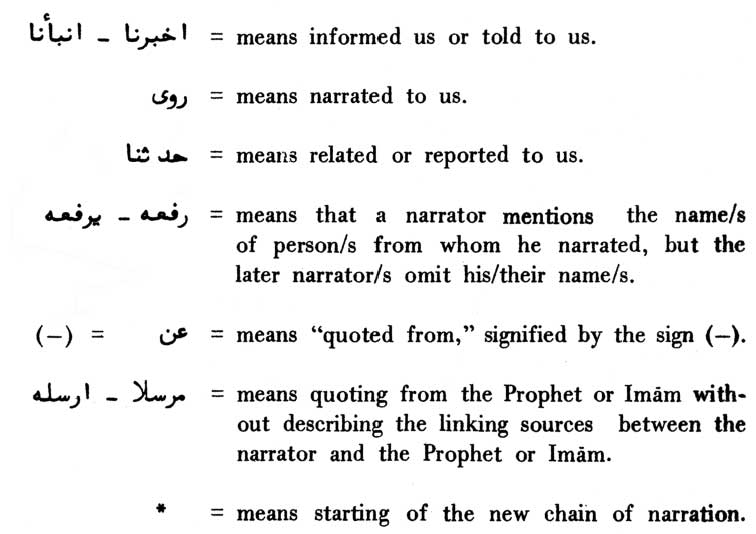 اخبرنا - انبأنا = means informed us or told to us.
روى = means narrated to us.
حد ثنا = means related or reported to us.
رفعه - يرفعه = means that a narrator mentions the name/s
of person/s from whom he narrated, but the
later narrator/s omit his/their name/s.
(—) = عن = means “quoted from,” signified by the sign (—).
مرسلا - ارسله = means quoting from the Prophet or Imām with-
out describing the linking sources between the
narrator and the Prophet or Imām.
* = means starting of the new chain of narration.